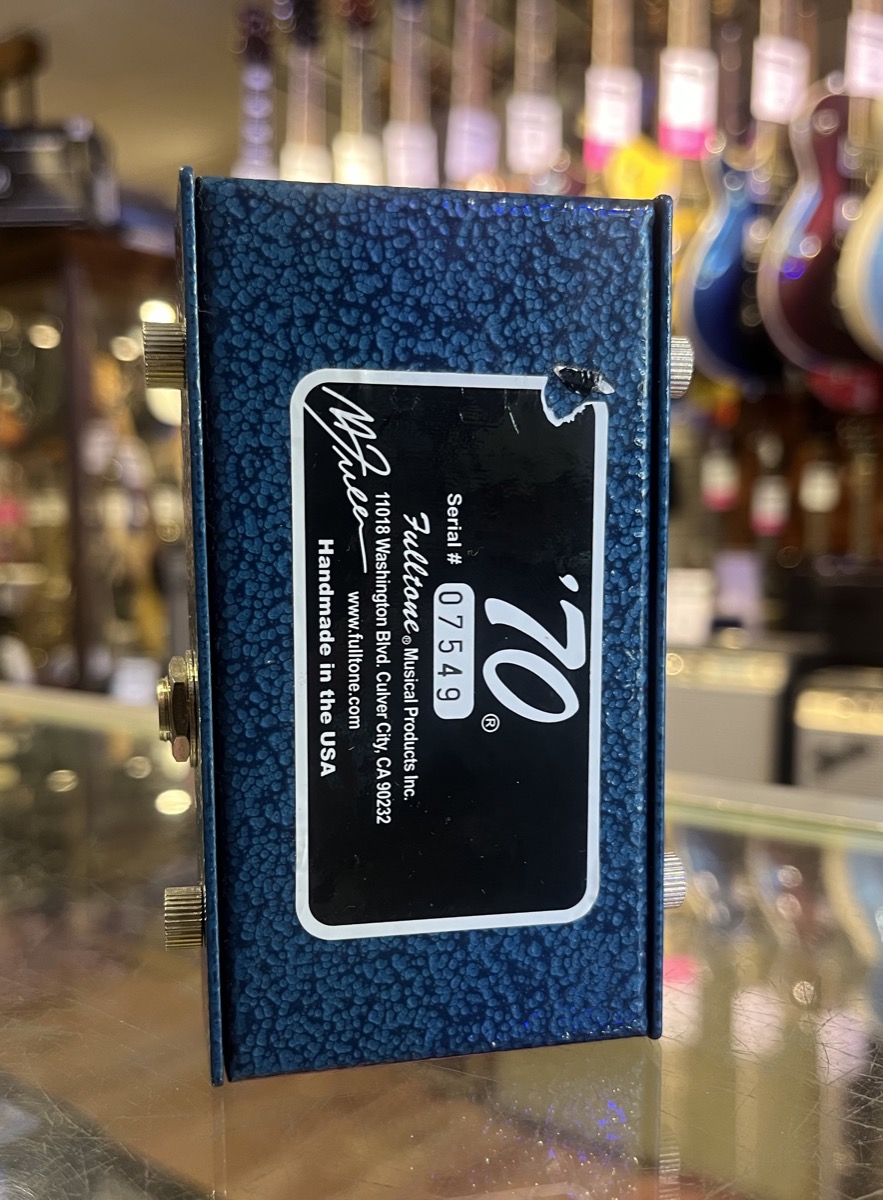 '70®
Serial # 07549
Fulltone® Musical Products Inc.
11018 Washington Blvd. Culver City, CA 90232
www.fulltone.com
Handmade in the USA